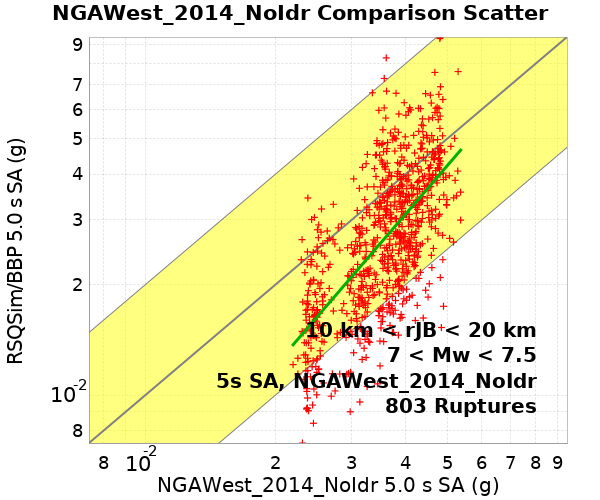 NGAWest_2014_NoIdr Comparison Scatter
RSQSim/BBP 5.0 s SA (g)
9
7
6
5
4
3
2
10-2
8
10 km < rJB < 20 km
7 < Mw < 7.5
5s SA, NGAWest_2014_NoIdr
803 Ruptures
8 10-2 2 3 4 5 6 7 8 9
NGAWest_2014_NoIdr 5.0 s SA (g)